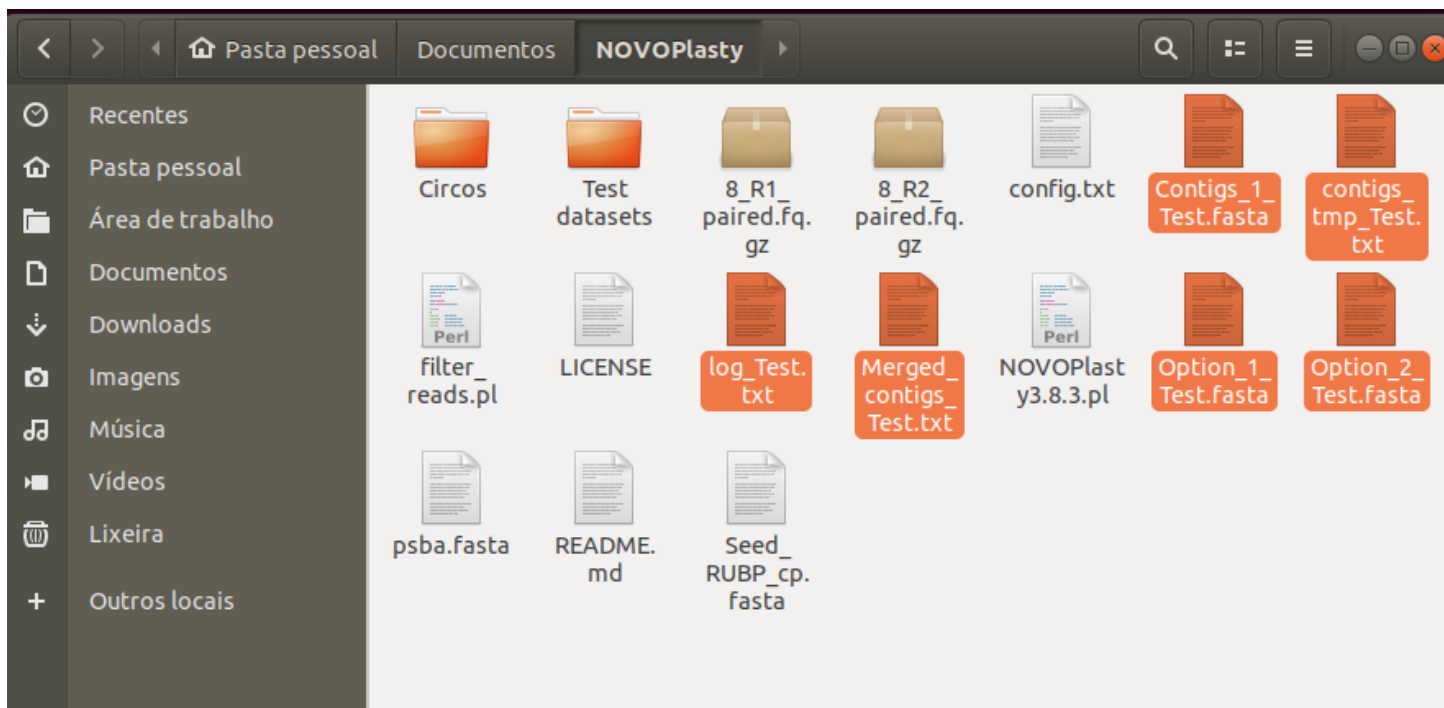 Pasta pessoal Documentos NOVOPlasty
Recentes
Pasta pessoal
Área de trabalho
Documentos
Downloads
Imagens
Música
Vídeos
Lixeira
Outros locais
Circos
Test
datasets
8_R1_
paired.fq.
gz
8_R2_
paired.fq.
gz
config.txt
Contigs_1_
Test.fasta
contigs_
tmp_Test.
txt
Perl
filter_
reads.pl
LICENSE
log_Test.
txt
Merged_
contigs_
Test.txt
Perl
NOVOPlast
y3.8.3.pl
Option_1_
Test.fasta
Option_2_
Test.fasta
psba.fasta
README.
md
Seed_
RUBP_cp.
fasta